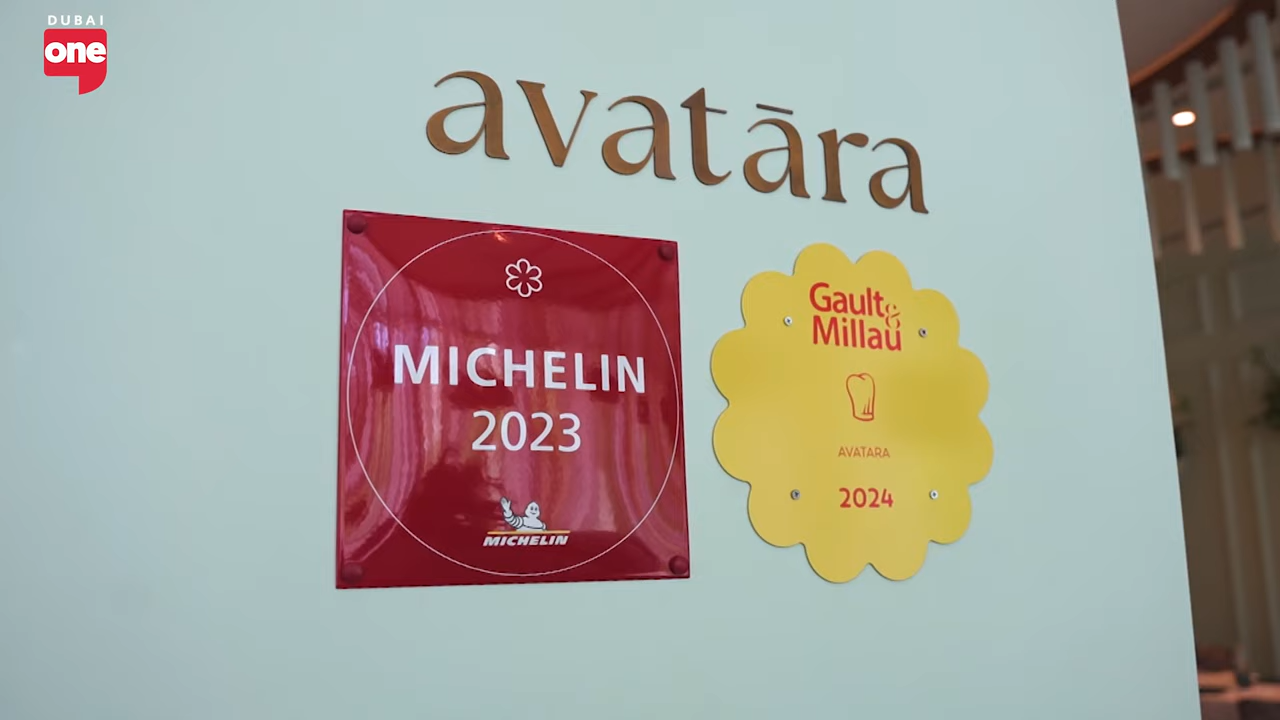 DUBAI
one
avatāra
MICHELIN
2023
MICHELIN
Gault&
Millau
AVATARA
2024